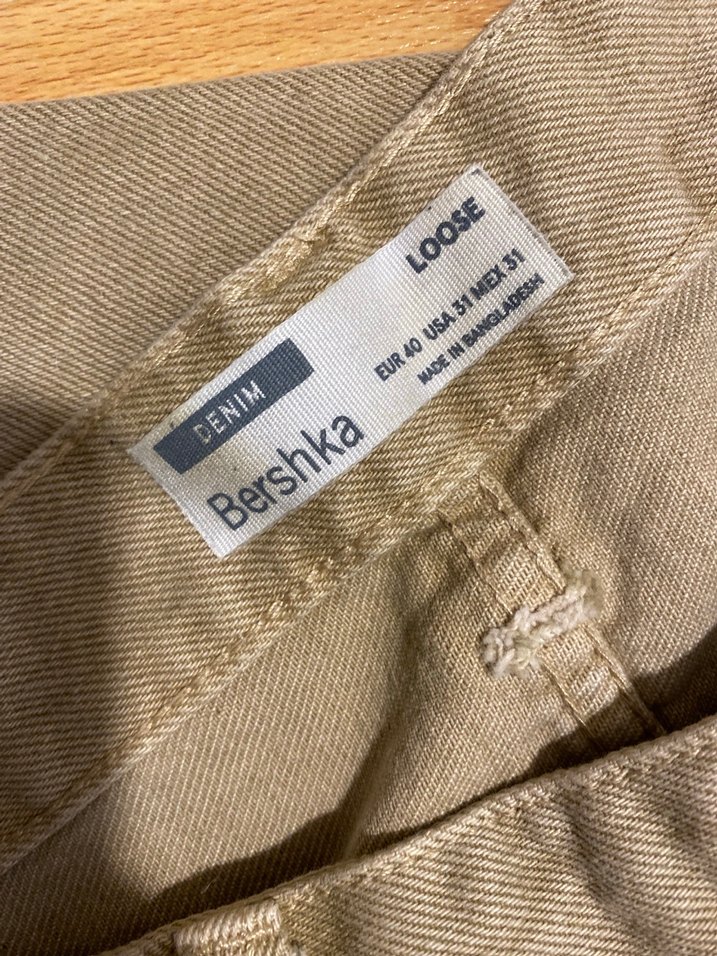 DENIM
Bershka
LOOSE
EUR 40 USA 31 MEX 31
MADE IN BANGLADESH